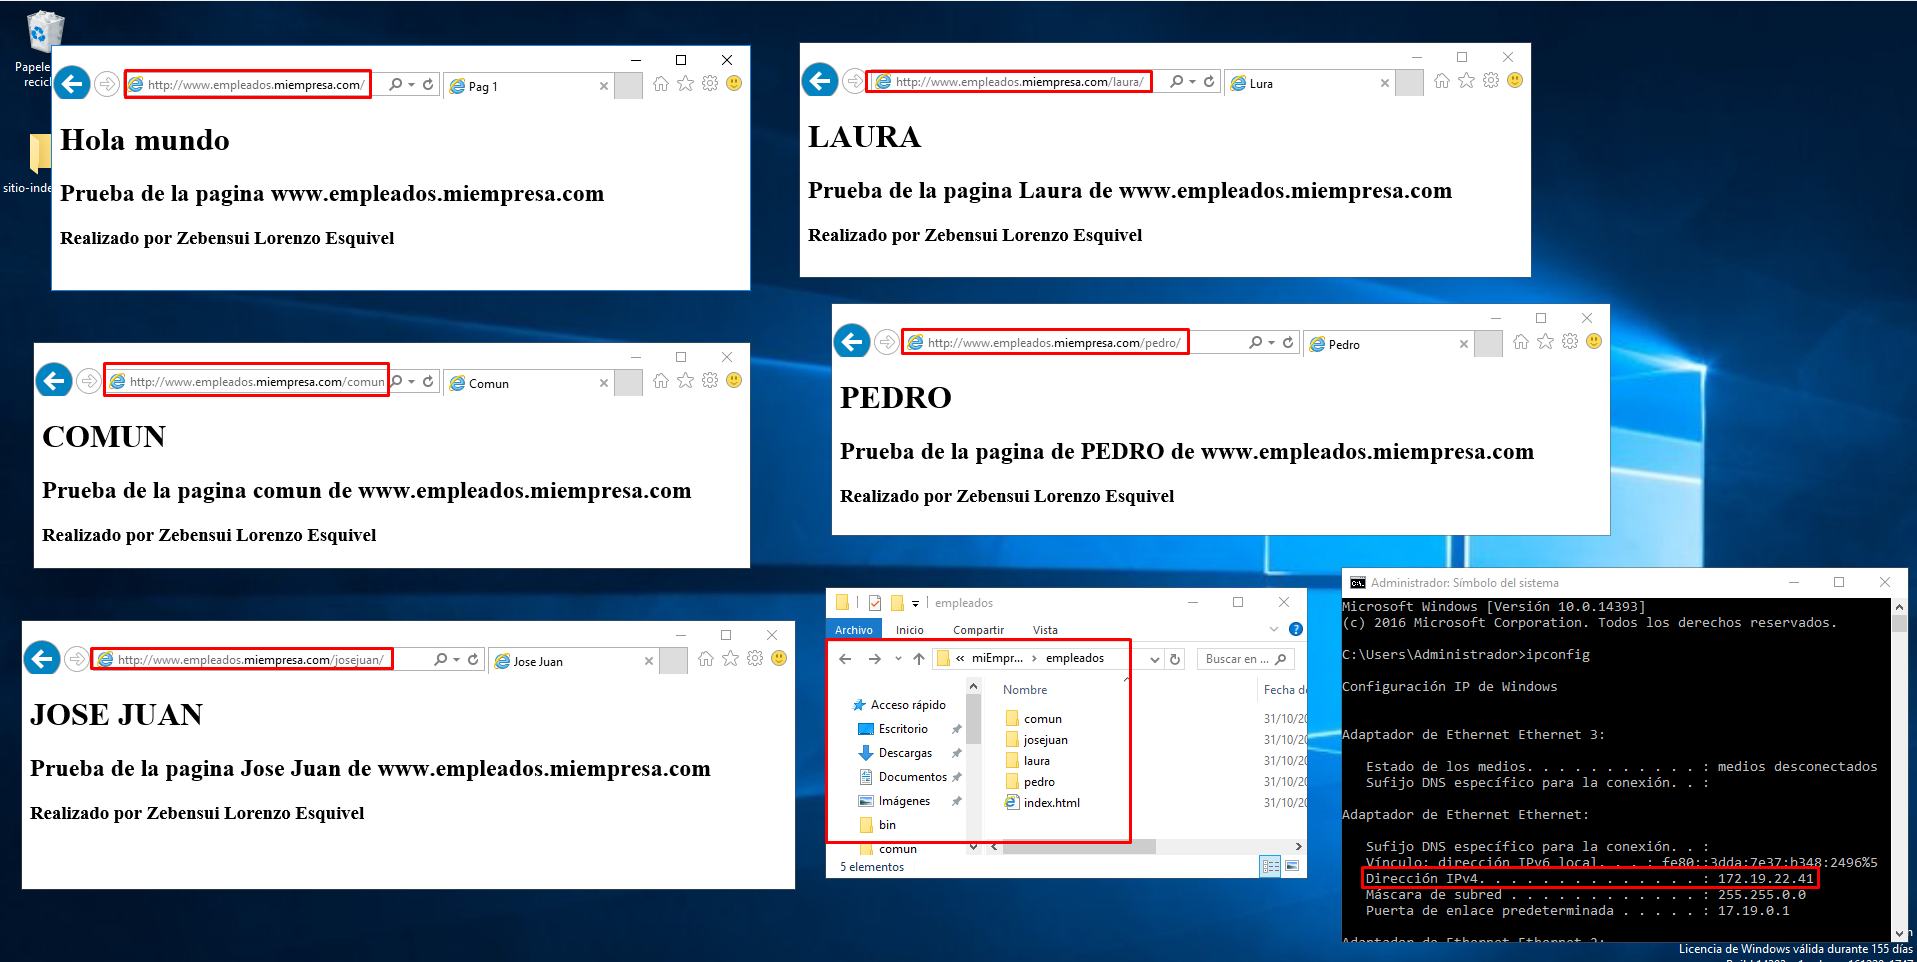 Papele
recicl
sitio-inde
http://www.empleados.miempresa.com/
Pag 1
Hola mundo
Prueba de la pagina www.empleados.miempresa.com
Realizado por Zebensui Lorenzo Esquivel
http://www.empleados.miempresa.com/laura/
Lura
LAURA
Prueba de la pagina Laura de www.empleados.miempresa.com
Realizado por Zebensui Lorenzo Esquivel
http://www.empleados.miempresa.com/comun
Comun
COMUN
Prueba de la pagina comun de www.empleados.miempresa.com
Realizado por Zebensui Lorenzo Esquivel
http://www.empleados.miempresa.com/pedro/
Pedro
PEDRO
Prueba de la pagina de PEDRO de www.empleados.miempresa.com
Realizado por Zebensui Lorenzo Esquivel
http://www.empleados.miempresa.com/josejuan/
Jose Juan
JOSE JUAN
Prueba de la pagina Jose Juan de www.empleados.miempresa.com
Realizado por Zebensui Lorenzo Esquivel
empleados
Archivo Inicio Compartir Vista
« miEmpr... > empleados
Buscar en ...
Nombre
Fecha de
Acceso rápido
Escritorio
Descargas
Documentos
Imágenes
bin
comun
comun 31/10/20
josejuan 31/10/20
laura 31/10/20
pedro 31/10/20
index.html 31/10/20
5 elementos
Administrador: Símbolo del sistema
Microsoft Windows [Versión 10.0.14393]
(c) 2016 Microsoft Corporation. Todos los derechos reservados.
C:\Users\Administrador>ipconfig
Configuración IP de Windows
Adaptador de Ethernet Ethernet 3:
Estado de los medios. . . . . . . . . . . : medios desconectados
Sufijo DNS específico para la conexión. . :
Adaptador de Ethernet Ethernet:
Sufijo DNS específico para la conexión. . :
Vínculo: dirección IPv6 local. . . : fe80::3dda:7e37:b348:2496%5
Dirección IPv4. . . . . . . . . . . . . . : 172.19.22.41
Máscara de subred . . . . . . . . . . . . : 255.255.0.0
Puerta de enlace predeterminada . . . . . : 17.19.0.1
Adaptador de Ethernet Ethernet 2:
Licencia de Windows válida durante 155 días